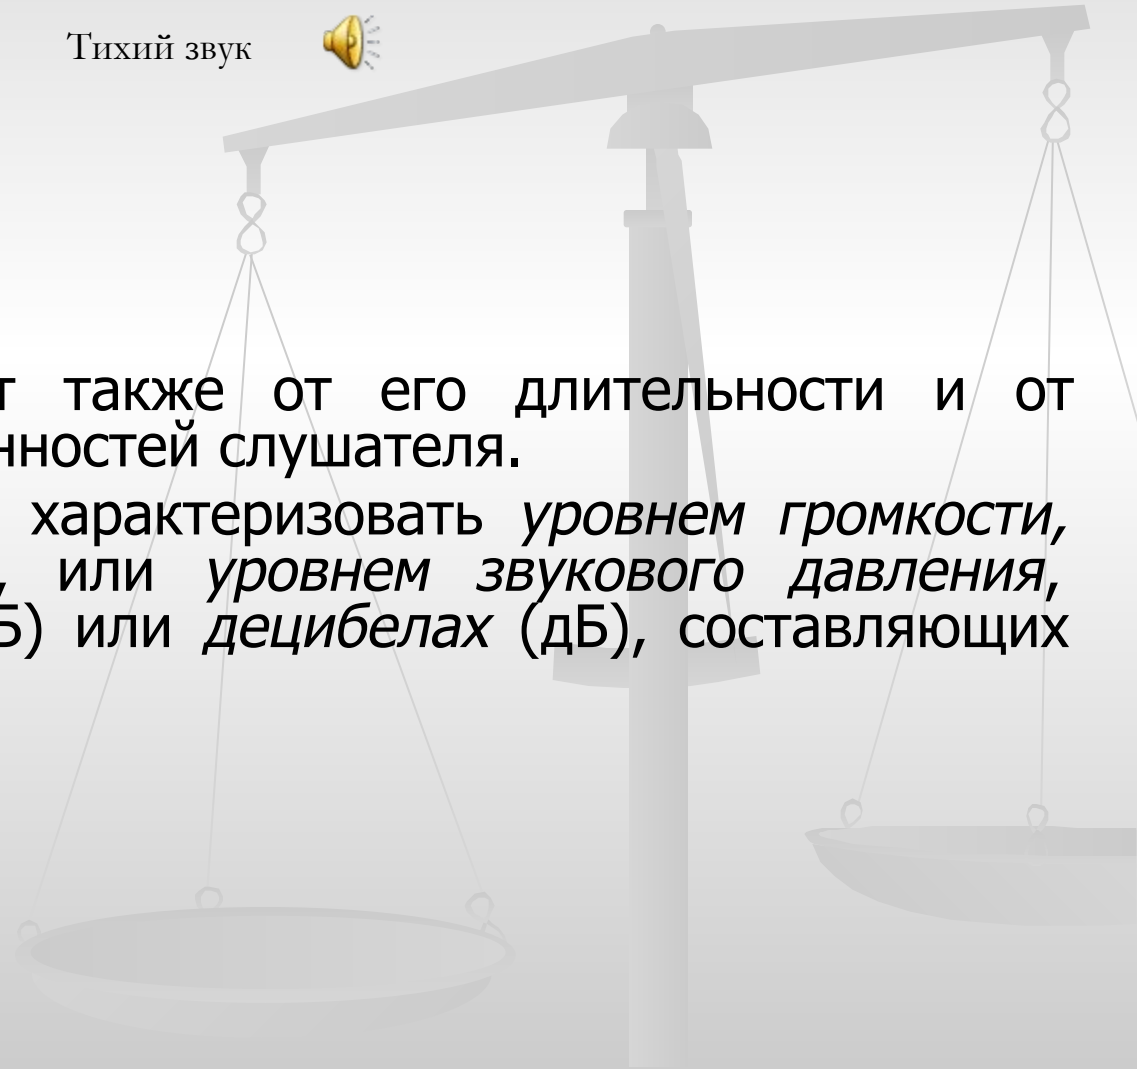 Тихий звук
т также от его длительности и от
нностей слушателя.
характеризовать уровнем громкости,
, или уровнем звукового давления,
Б) или децибелах (дБ), составляющих